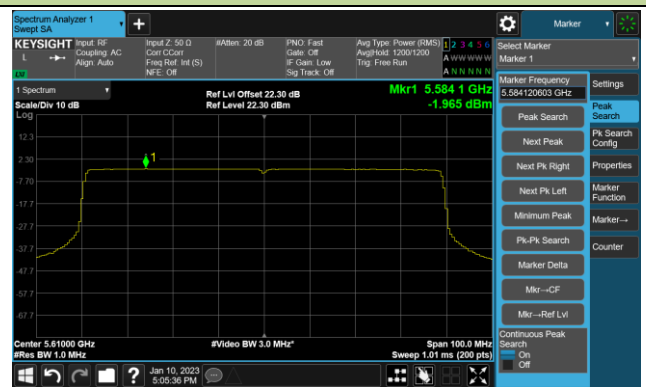 Spectrum Analyzer 1
Swept SA
+
Marker
KEYSIGHT
L
LW
Input: RF
Coupling: AC
Align: Auto
Input Z: 50 Ω
Corr CCorr
Freq Ref: Int (S)
NFE: Off
#Atten: 20 dB
PNO: Fast
Gate: Off
IF Gain: Low
Sig Track: Off
Avg Type: Power (RMS)
Avg|Hold: 1200/1200
Trig: Free Run
1 2 3 4 5 6
A W W W W W
A N N N N N
Select Marker
Marker 1
1 Spectrum
Scale/Div 10 dB
Log
Ref Lvl Offset 22.30 dB
Ref Level 22.30 dBm
Mkr1 5.584 1 GHz
-1.965 dBm
12.3
2.30
-7.70
-17.7
-27.7
-37.7
-47.7
-57.7
-67.7
1
Center 5.61000 GHz
#Res BW 1.0 MHz
#Video BW 3.0 MHz*
Span 100.0 MHz
Sweep 1.01 ms (200 pts)
Marker Frequency
5.584120603 GHz
Peak Search
Next Peak
Next Pk Right
Next Pk Left
Minimum Peak
Pk-Pk Search
Marker Delta
Mkr→CF
Mkr→Ref Lvl
Continuous Peak
Search
On
Off
Settings
Peak
Search
Pk Search
Config
Properties
Marker
Function
Marker→
Counter
?
Jan 10, 2023
5:05:36 PM